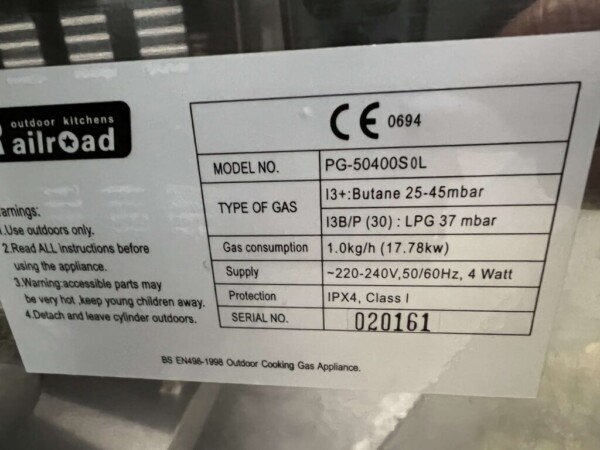 outdoor kitchens
Railroad
CE 0694
MODEL NO. PG-50400S0L
TYPE OF GAS I3+:Butane 25-45mbar
I3B/P (30) : LPG 37 mbar
Gas consumption 1.0kg/h (17.78kw)
Supply ~220-240V,50/60Hz, 4 Watt
Protection IPX4, Class I
SERIAL NO. 020161
arnings:
1.Use outdoors only.
2.Read ALL instructions before
using the appliance.
3.Warning:accessible parts may
be very hot ,keep young children away.
4.Detach and leave cylinder outdoors.
BS EN498-1998 Outdoor Cooking Gas Appliance.